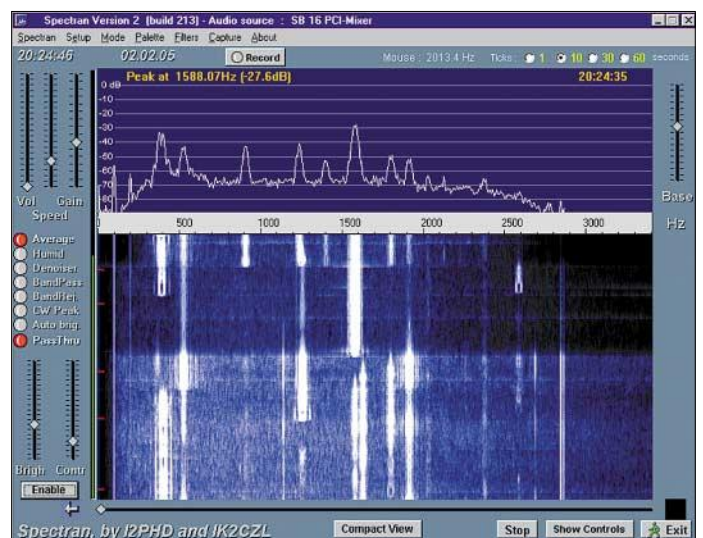 Spectran Version 2 (build 213) - Audio source : SB 16 PCI-Mixer
Spectran Setup Mode Palette Filters Capture About
20:24:46 02.02.05 Record Mouse : 2013.4 Hz Ticks: 1 10 30 60 seconds
Peak at 1588.07Hz (-27.6dB) 20:24:35
0 dB
-10
-20
-30
-40
-50
-60
-70
-80
Vol Gain
Speed
Base
0 500 1000 1500 2000 2500 3000 Hz
Average
Humid
Denoiser
BandPass
BandRej.
CW Peak
Auto brig.
PassThru
Brigh Contr
Enable
Spectran, by I2PHD and IK2CZL Compact View Stop Show Controls Exit